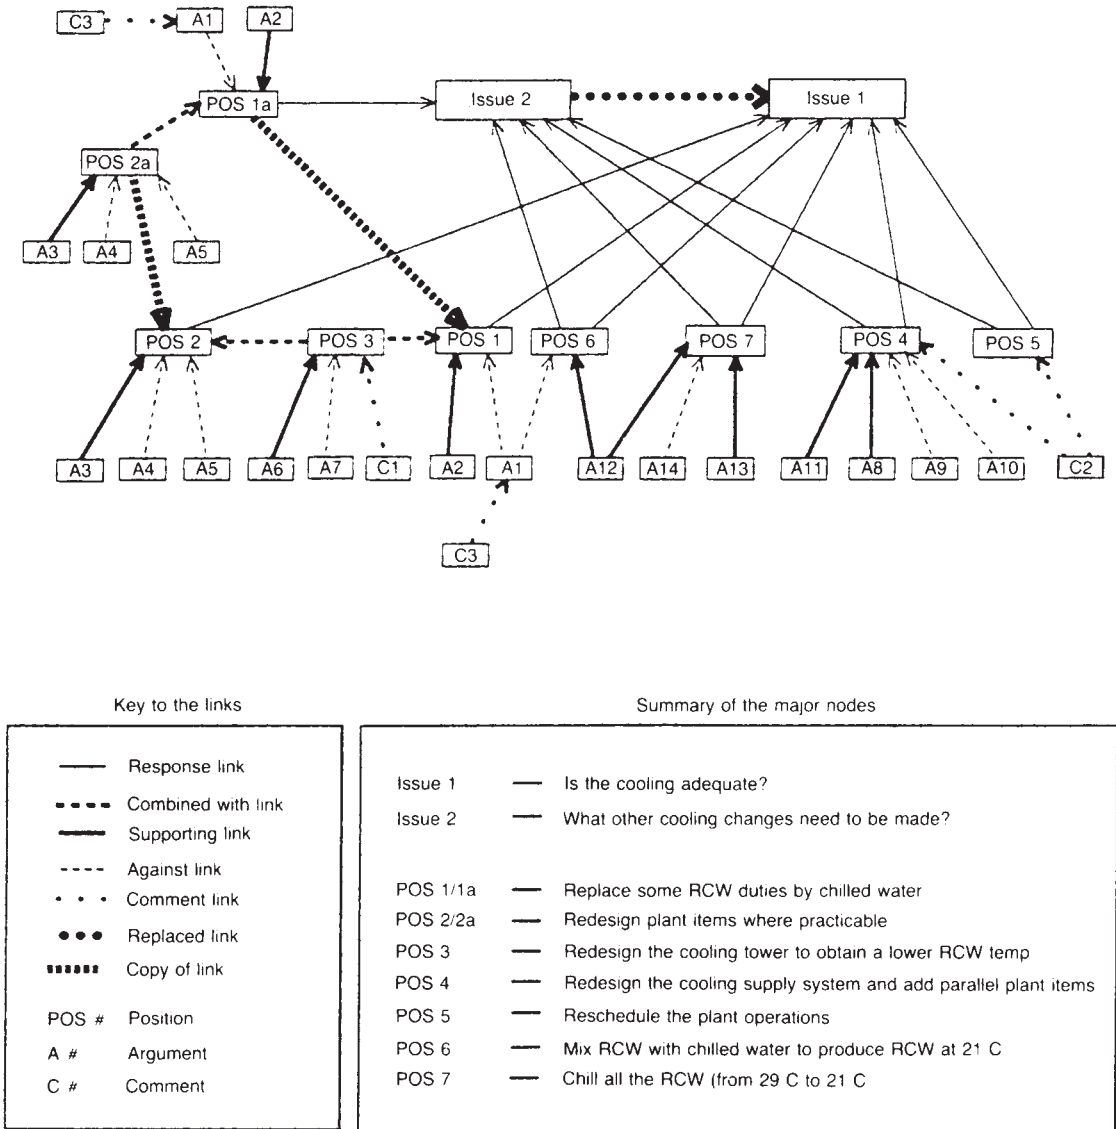 C3 A1 A2
POS 1a Issue 2 Issue 1
POS 2a
A3 A4 A5
POS 2 POS 3 POS 1 POS 6 POS 7 POS 4 POS 5
A3 A4 A5 A6 A7 C1 A2 A1 A12 A14 A13 A11 A8 A9 A10 C2
C3
Key to the links
Response link
Combined with link
Supporting link
Against link
Comment link
Replaced link
Copy of link
POS # Position
A # Argument
C # Comment
Summary of the major nodes
Issue 1 — Is the cooling adequate?
Issue 2 — What other cooling changes need to be made?
POS 1/1a — Replace some RCW duties by chilled water
POS 2/2a — Redesign plant items where practicable
POS 3 — Redesign the cooling tower to obtain a lower RCW temp
POS 4 — Redesign the cooling supply system and add parallel plant items
POS 5 — Reschedule the plant operations
POS 6 — Mix RCW with chilled water to produce RCW at 21 C
POS 7 — Chill all the RCW (from 29 C to 21 C